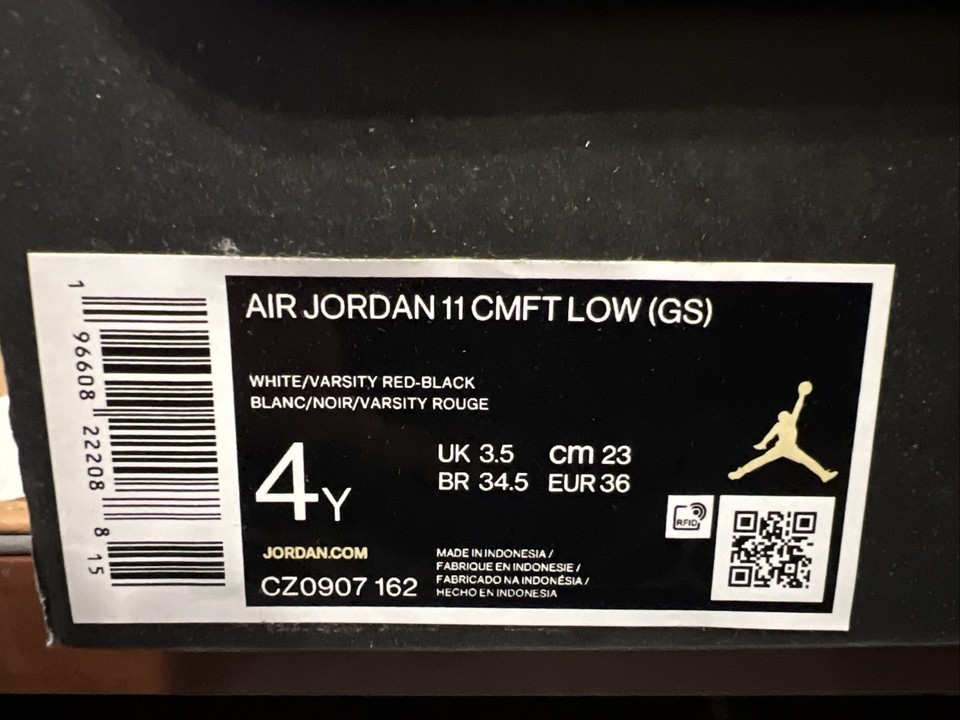 AIR JORDAN 11 CMFT LOW (GS)
WHITE/VARSITY RED-BLACK
BLANC/NOIR/VARSITY ROUGE
4Y
UK 3.5 cm 23
BR 34.5 EUR 36
RFID
JORDAN.COM
CZ0907 162
MADE IN INDONESIA /
FABRIQUE EN INDONESIE /
FABRICADO NA INDONÉSIA /
HECHO EN INDONESIA
1 96608 22208 8 15